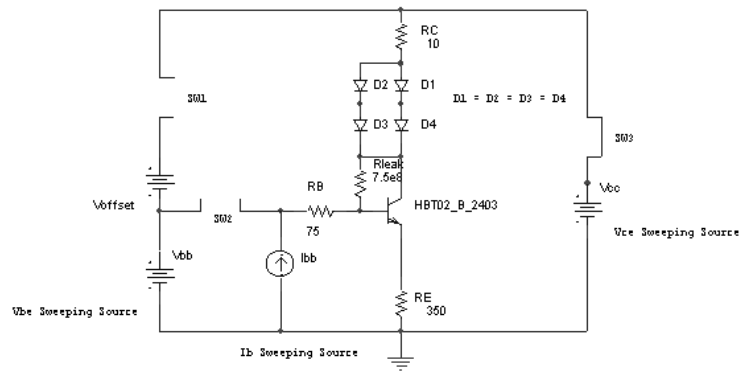 RC
10
D2
D1
D1 = D2 = D3 = D4
SW1
D3
D4
SW3
Rleak
7.5e8
RB
Vcc
Voffset
SW2
75
HBTD2_B_2403
Vce Sweeping Source
Vbb
Ibb
RE
350
Vbe Sweeping Source
Ib Sweeping Source